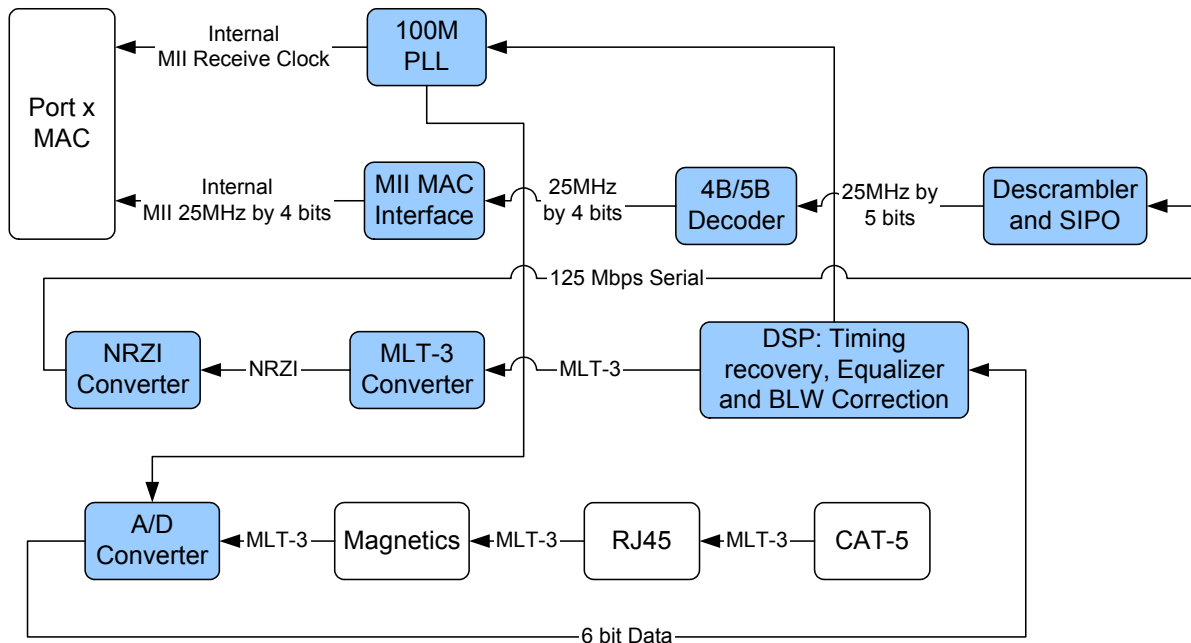 Internal
MII Receive Clock
100M
PLL
Port x
MAC
Internal
MII 25MHz by 4 bits
MII MAC
Interface
25MHz
by 4 bits
4B/5B
Decoder
25MHz by
5 bits
Descrambler
and SIPO
125 Mbps Serial
NRZI
Converter
NRZI
MLT-3
Converter
MLT-3
DSP: Timing
recovery, Equalizer
and BLW Correction
A/D
Converter
MLT-3
Magnetics
MLT-3
RJ45
MLT-3
CAT-5
6 bit Data